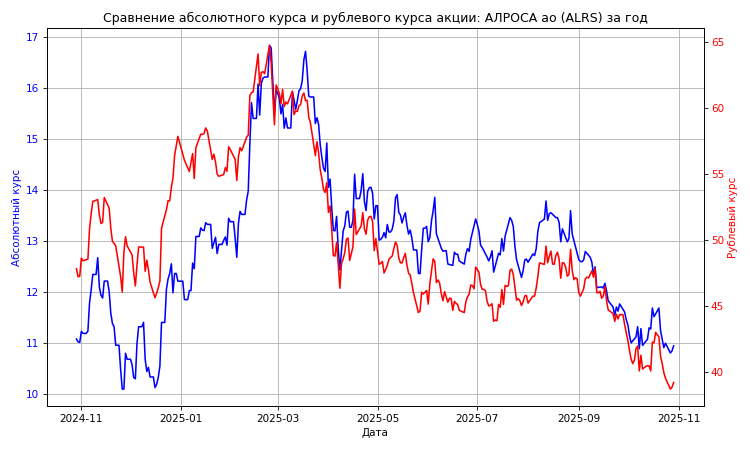 Сравнение абсолютного курса и рублевого курса акции: АЛРОСА ао (ALRS) за год
17
16
15
14
13
12
11
10
Абсолютный курс
65
60
55
50
45
40
Рублевый курс
2024-11 2025-01 2025-03 2025-05 2025-07 2025-09 2025-11
Дата